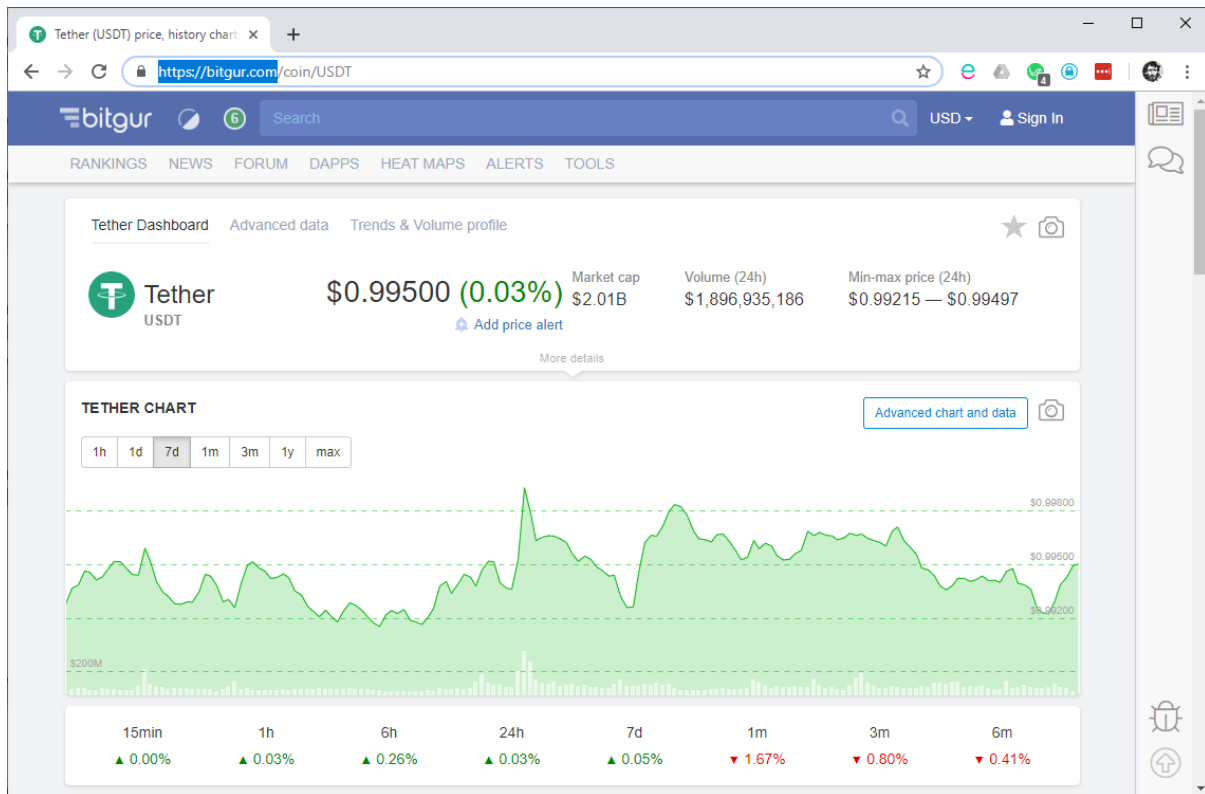 Tether (USDT) price, history chart
https://bitgur.com/coin/USDT
4
bitgur
6
Search
USD
Sign In
RANKINGS NEWS FORUM DAPPS HEAT MAPS ALERTS TOOLS
Tether Dashboard Advanced data Trends & Volume profile
Tether
USDT
$0.99500 (0.03%)
Add price alert
Market cap
$2.01B
Volume (24h)
$1,896,935,186
Min-max price (24h)
$0.99215 — $0.99497
More details
TETHER CHART
Advanced chart and data
1h 1d 7d 1m 3m 1y max
$0.99800
$0.99500
$0.99200
$200M
15min 1h 6h 24h 7d 1m 3m 6m
▲ 0.00% ▲ 0.03% ▲ 0.26% ▲ 0.03% ▲ 0.05% ▼ 1.67% ▼ 0.80% ▼ 0.41%